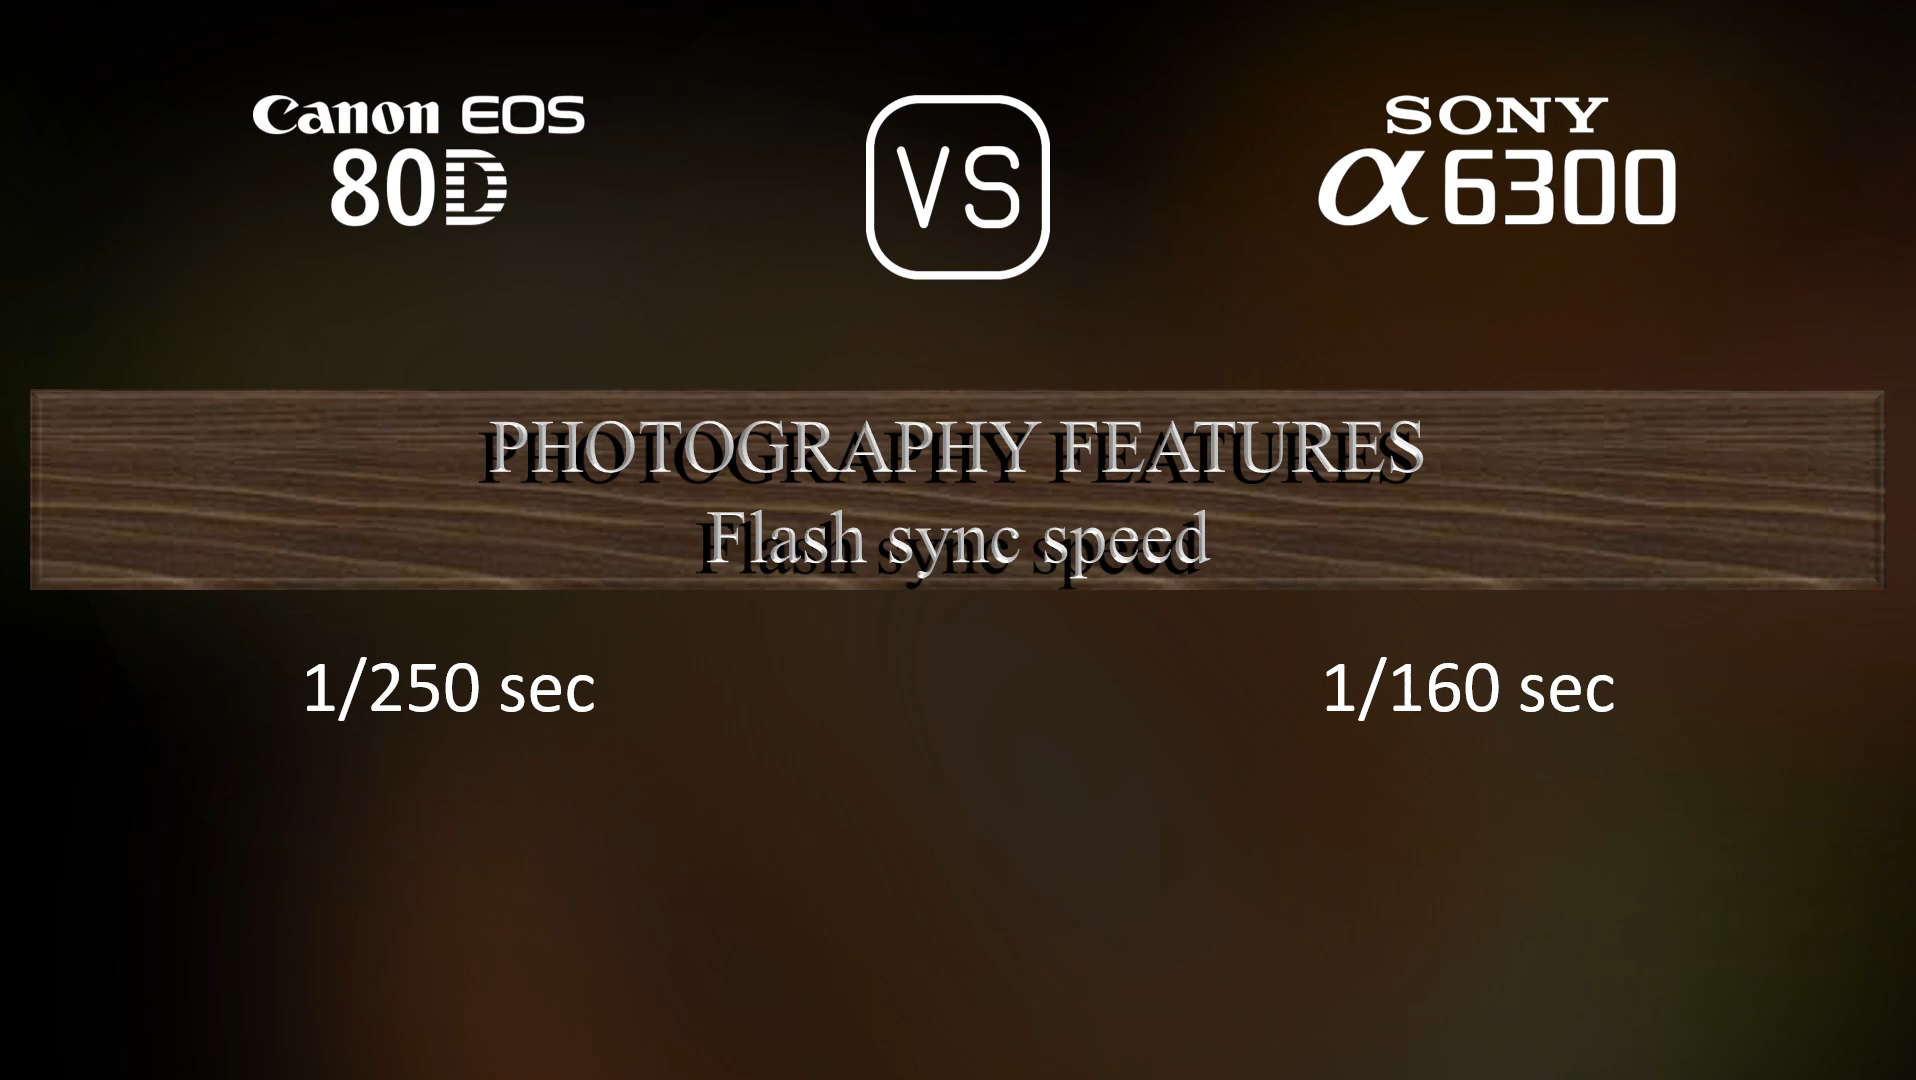 Canon EOS
80D
VS
SONY
α6300
PHOTOGRAPHY FEATURES
Flash sync speed
1/250 sec
1/160 sec